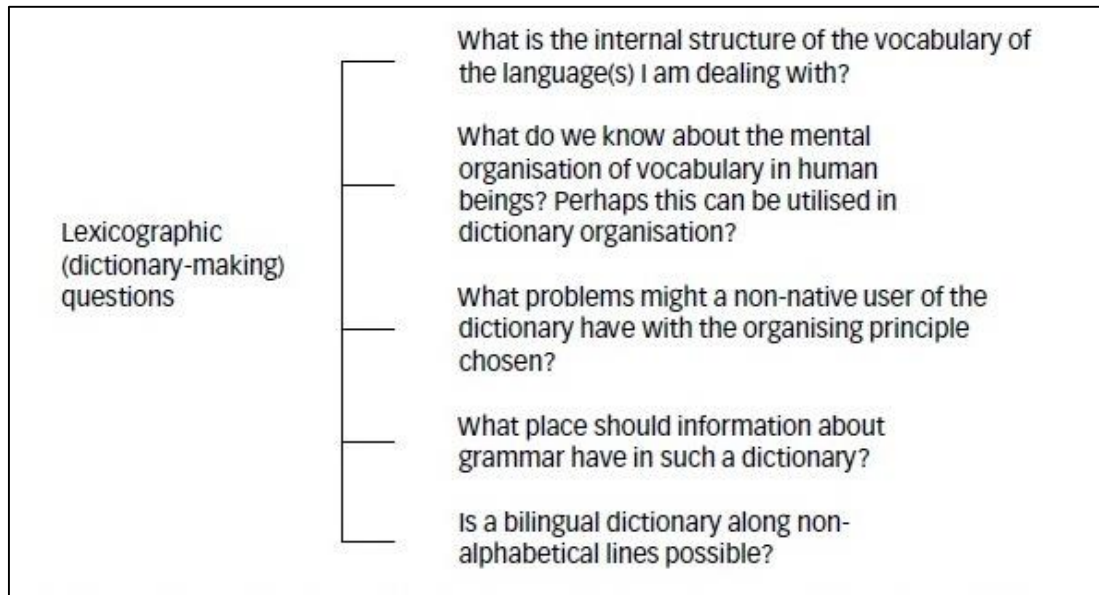 What is the internal structure of the vocabulary of
the language(s) I am dealing with?
What do we know about the mental
organisation of vocabulary in human
beings? Perhaps this can be utilised in
dictionary organisation?
Lexicographic
(dictionary-making)
questions
What problems might a non-native user of the
dictionary have with the organising principle
chosen?
What place should information about
grammar have in such a dictionary?
Is a bilingual dictionary along non-
alphabetical lines possible?